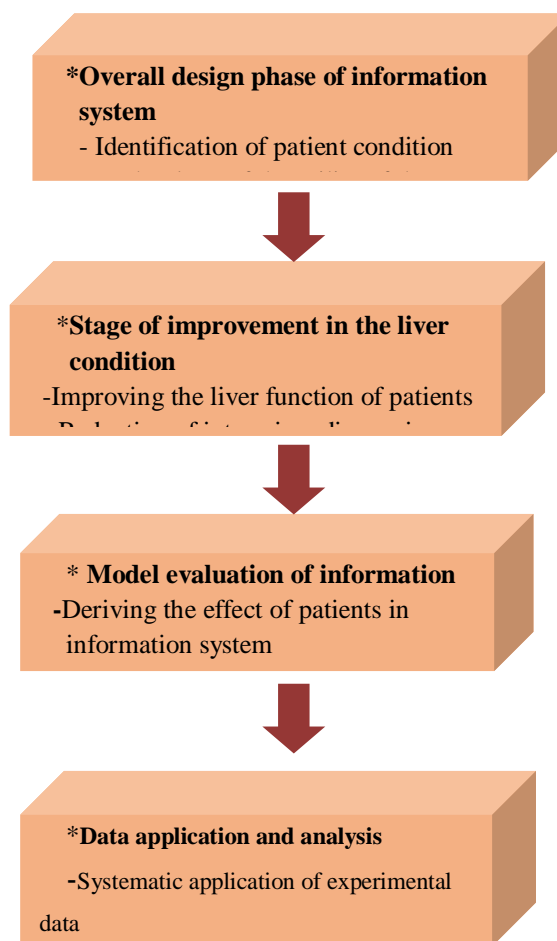 *Overall design phase of information
system
- Identification of patient condition
*Stage of improvement in the liver
condition
-Improving the liver function of patients
* Model evaluation of information
-Deriving the effect of patients in
information system
*Data application and analysis
-Systematic application of experimental
data